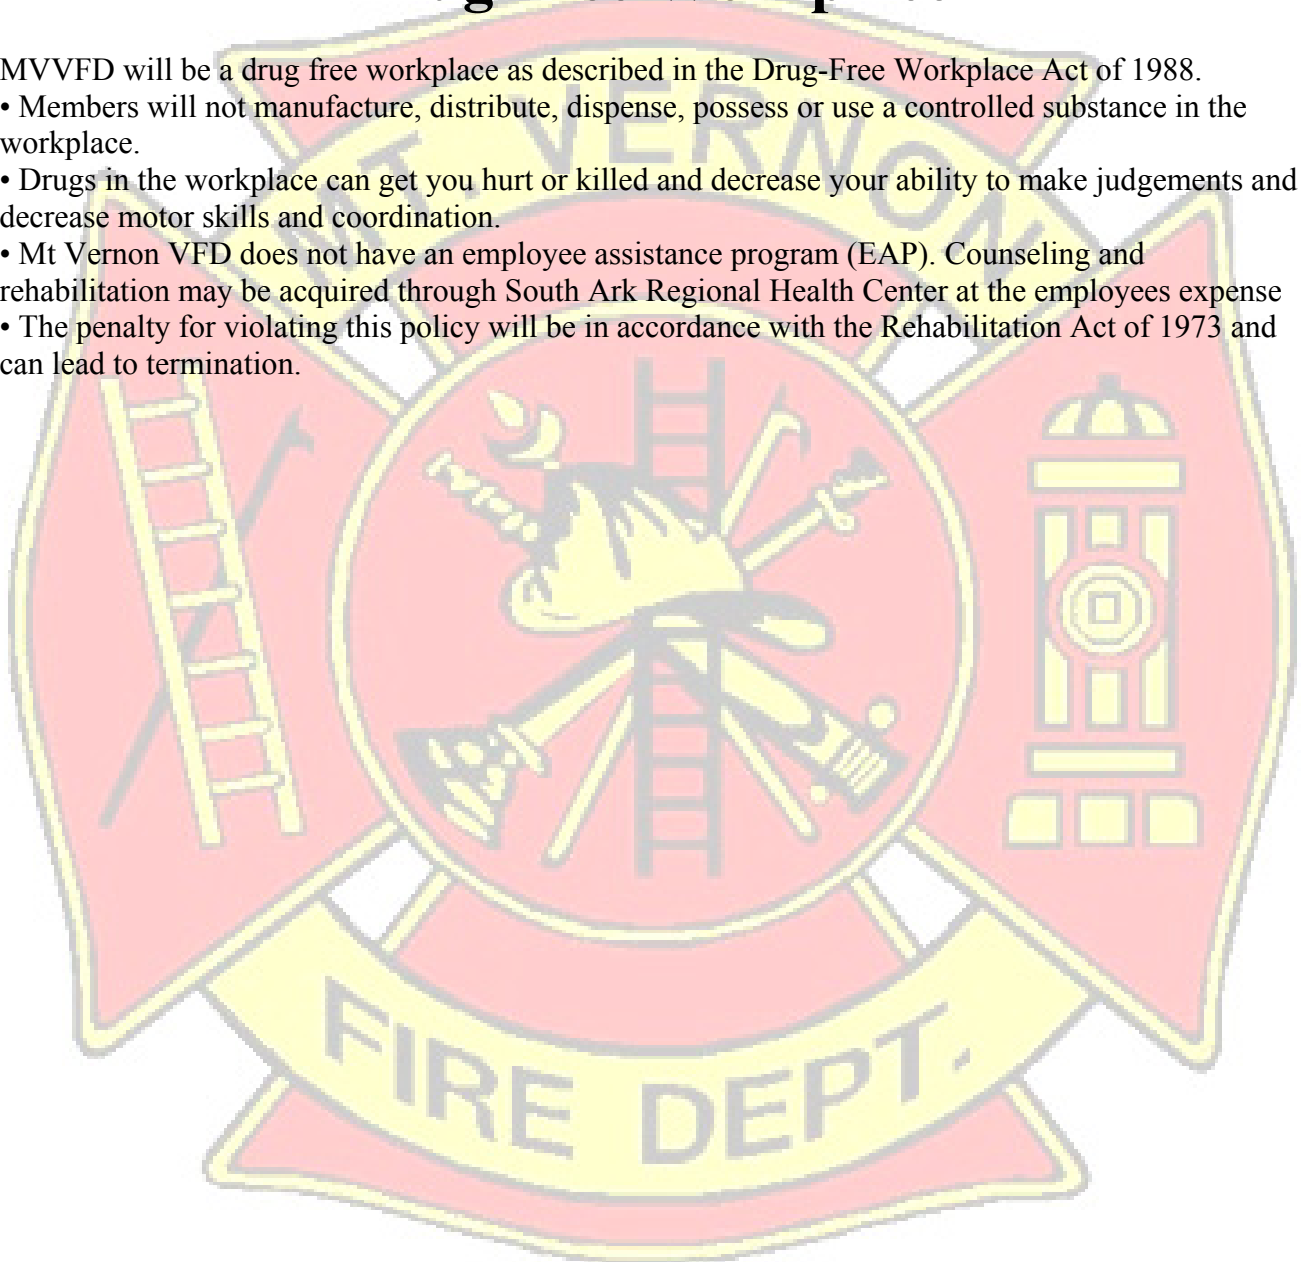 MVVFD will be a drug free workplace as described in the Drug-Free Workplace Act of 1988.
• Members will not manufacture, distribute, dispense, possess or use a controlled substance in the
workplace.
• Drugs in the workplace can get you hurt or killed and decrease your ability to make judgements and
decrease motor skills and coordination.
• Mt Vernon VFD does not have an employee assistance program (EAP). Counseling and
rehabilitation may be acquired through South Ark Regional Health Center at the employees expense
• The penalty for violating this policy will be in accordance with the Rehabilitation Act of 1973 and
can lead to termination.
MT. VERNON
FIRE DEPT.